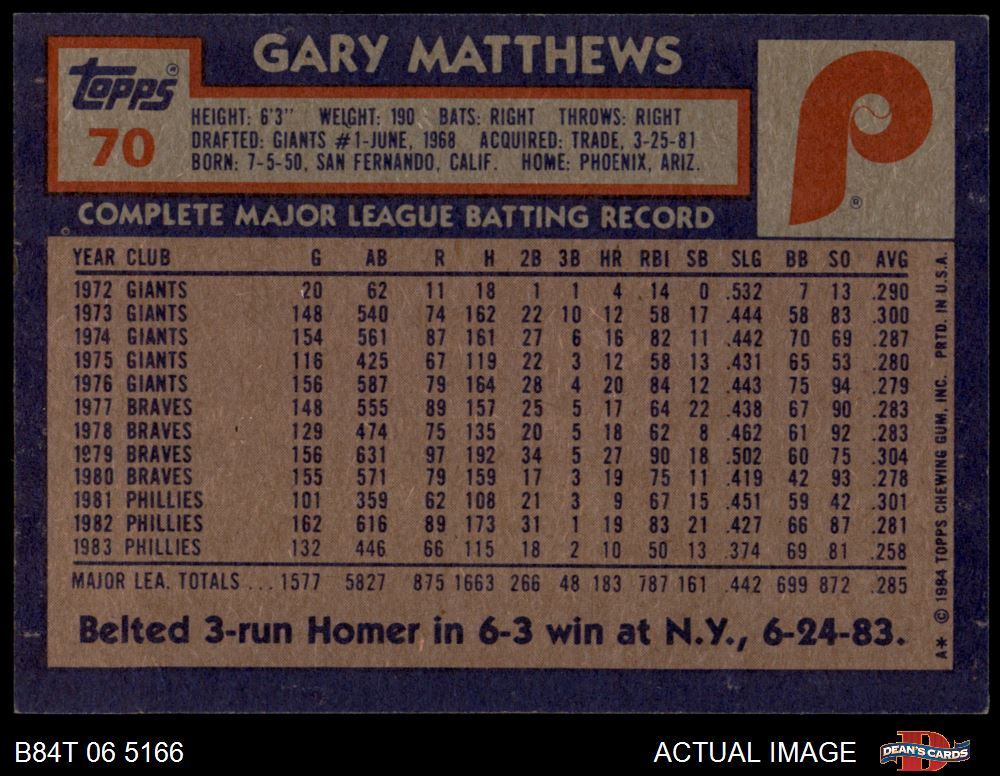 GARY MATTHEWS
Topps®
70
HEIGHT: 6'3" WEIGHT: 190 BATS: RIGHT THROWS: RIGHT
DRAFTED: GIANTS #1-JUNE, 1968 ACQUIRED: TRADE, 3-25-81
BORN: 7-5-50, SAN FERNANDO, CALIF. HOME: PHOENIX, ARIZ.
P®
COMPLETE MAJOR LEAGUE BATTING RECORD
YEAR CLUB G AB R H 2B 3B HR RBI SB SLG BB SO AVG
1972 GIANTS 20 62 11 18 1 1 4 14 0 .532 7 13 .290
1973 GIANTS 148 540 74 162 22 10 12 58 17 .444 58 83 .300
1974 GIANTS 154 561 87 161 27 6 16 82 11 .442 70 69 .287
1975 GIANTS 116 425 67 119 22 3 12 58 13 .431 65 53 .280
1976 GIANTS 156 587 79 164 28 4 20 84 12 .443 75 94 .279
1977 BRAVES 148 555 89 157 25 5 17 64 22 .438 67 90 .283
1978 BRAVES 129 474 75 135 20 5 18 62 8 .462 61 92 .283
1979 BRAVES 156 631 97 192 34 5 27 90 18 .502 60 75 .304
1980 BRAVES 155 571 79 159 17 3 19 75 11 .419 42 93 .278
1981 PHILLIES 101 359 62 108 21 3 9 67 15 .451 59 42 .301
1982 PHILLIES 162 616 89 173 31 1 19 83 21 .427 66 87 .281
1983 PHILLIES 132 446 66 115 18 2 10 50 13 .374 69 81 .258
MAJOR LEA. TOTALS ... 1577 5827 875 1663 266 48 183 787 161 .442 699 872 .285
Belted 3-run Homer in 6-3 win at N.Y., 6-24-83.
A* © 1984 TOPPS CHEWING GUM, INC. PRTD. IN U.S.A.
B84T 06 5166
ACTUAL IMAGE
D
DEAN'S CARDS